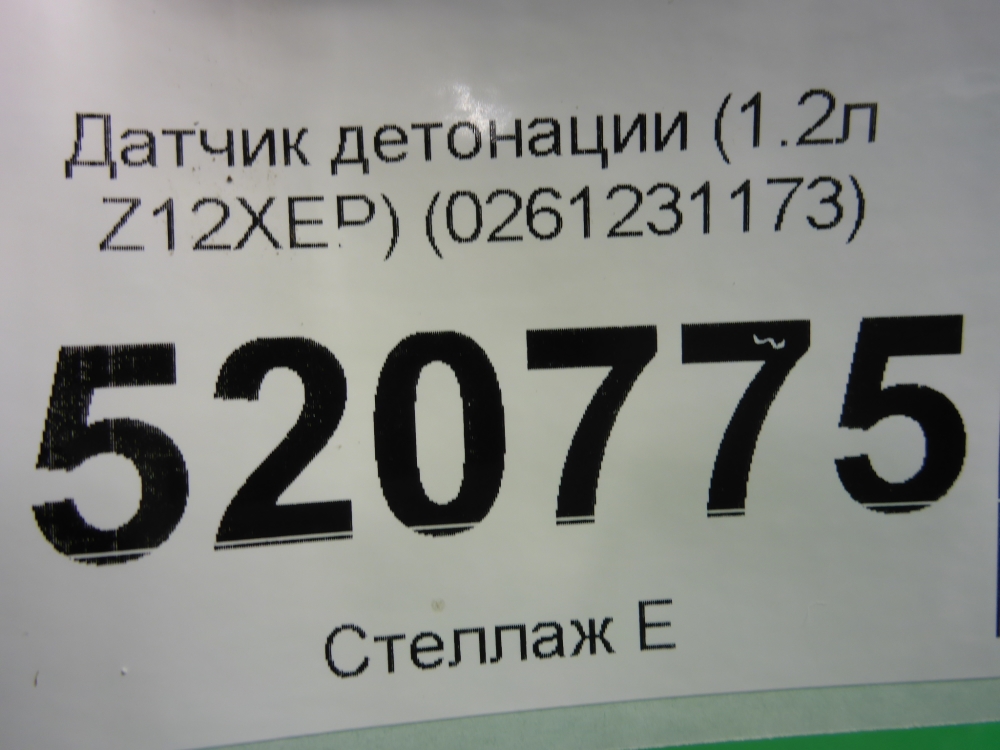 Датчик детонации (1.2л
Z12XEP) (0261231173)
520775
Стеллаж Е